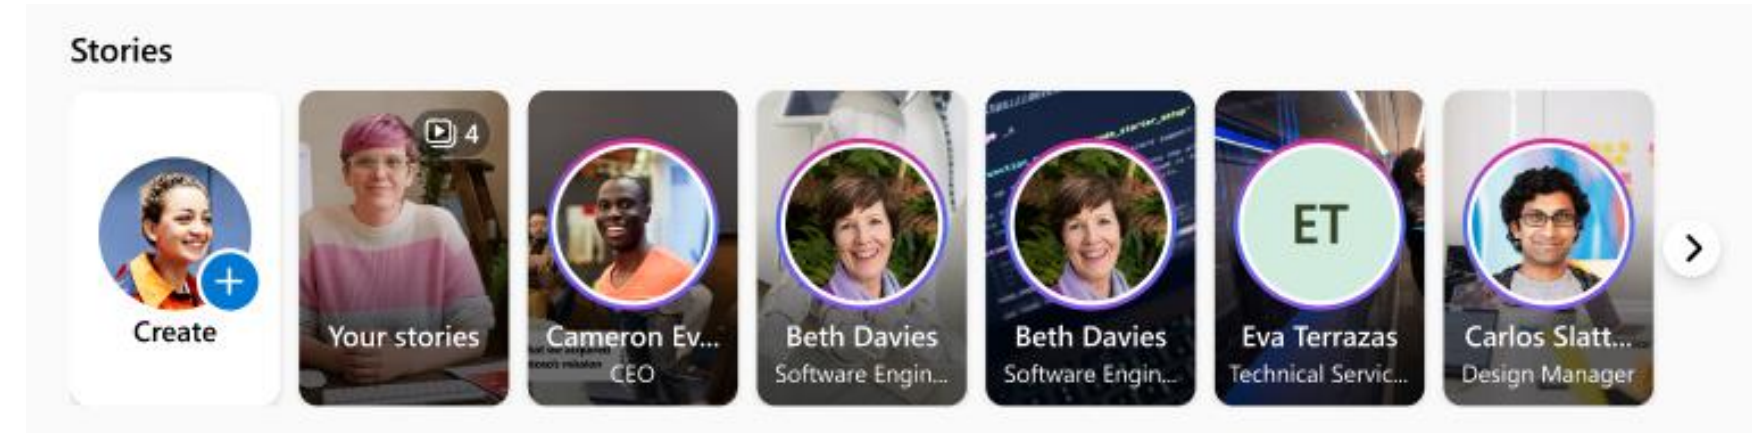 Stories
Create
4
Your stories
Cameron Ev...
CEO
Beth Davies
Software Engin...
Beth Davies
Software Engin...
ET
Eva Terrazas
Technical Servic...
Carlos Slatt...
Design Manager